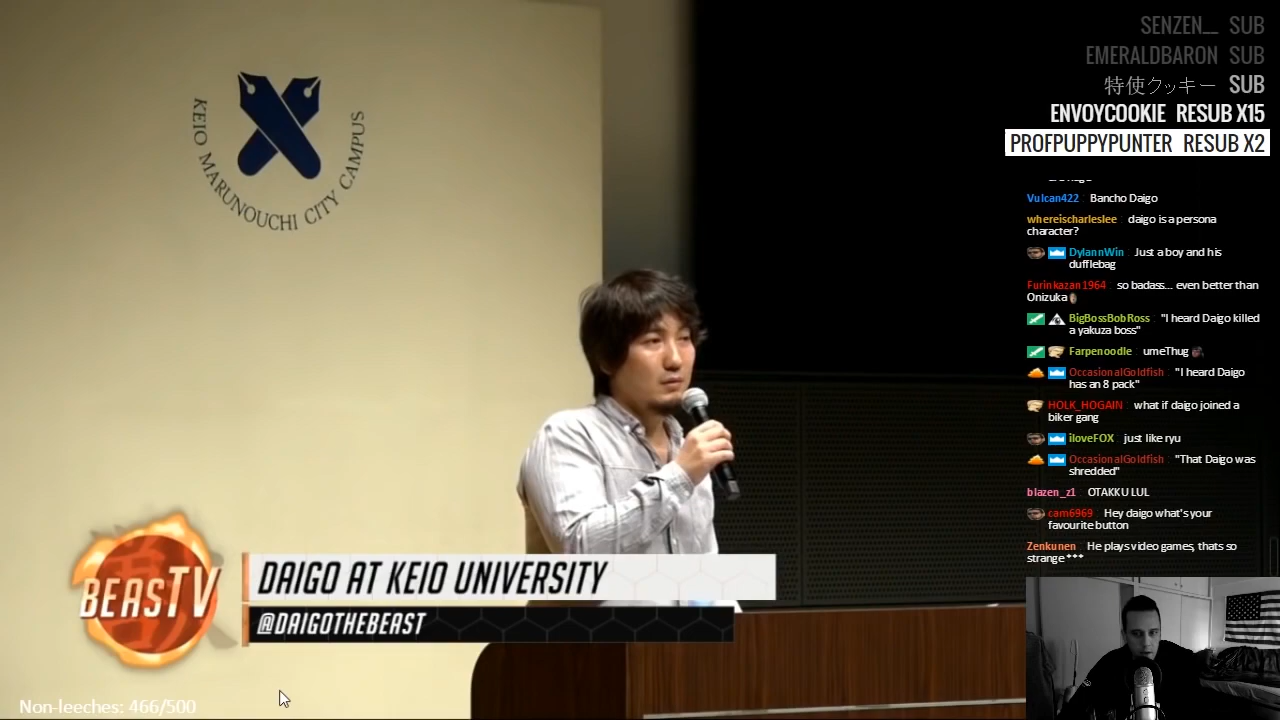 KEIO MARUNOUCHI CITY CAMPUS
SENZEN__ SUB
EMERALDBARON SUB
特使クッキー SUB
ENVOYCOOKIE RESUB X15
PROFPUPPYPUNTER RESUB X2
Vulcan422: Bancho Daigo
whereischarleslee: daigo is a persona
character?
DylannWin: Just a boy and his
dufflebag
Furinkazan1964: so badass... even better than
Onizuka
BigBossBobRoss: "I heard Daigo killed
a yakuza boss"
Farpenoodle: umeThug
OccasionalGoldfish: "I heard Daigo
has an 8 pack"
HOLK_HOGAIN: what if daigo joined a
biker gang
iloveFOX: just like ryu
OccasionalGoldfish: "That Daigo was
shredded"
blazen_z1: OTAKKU LUL
cam6969: Hey daigo what's your
favourite button
Zenkunen: He plays video games, thats so
strange ***
BEASTV
DAIGO AT KEIO UNIVERSITY
@DAIGOTHEBEAST
Non-leeches: 466/500